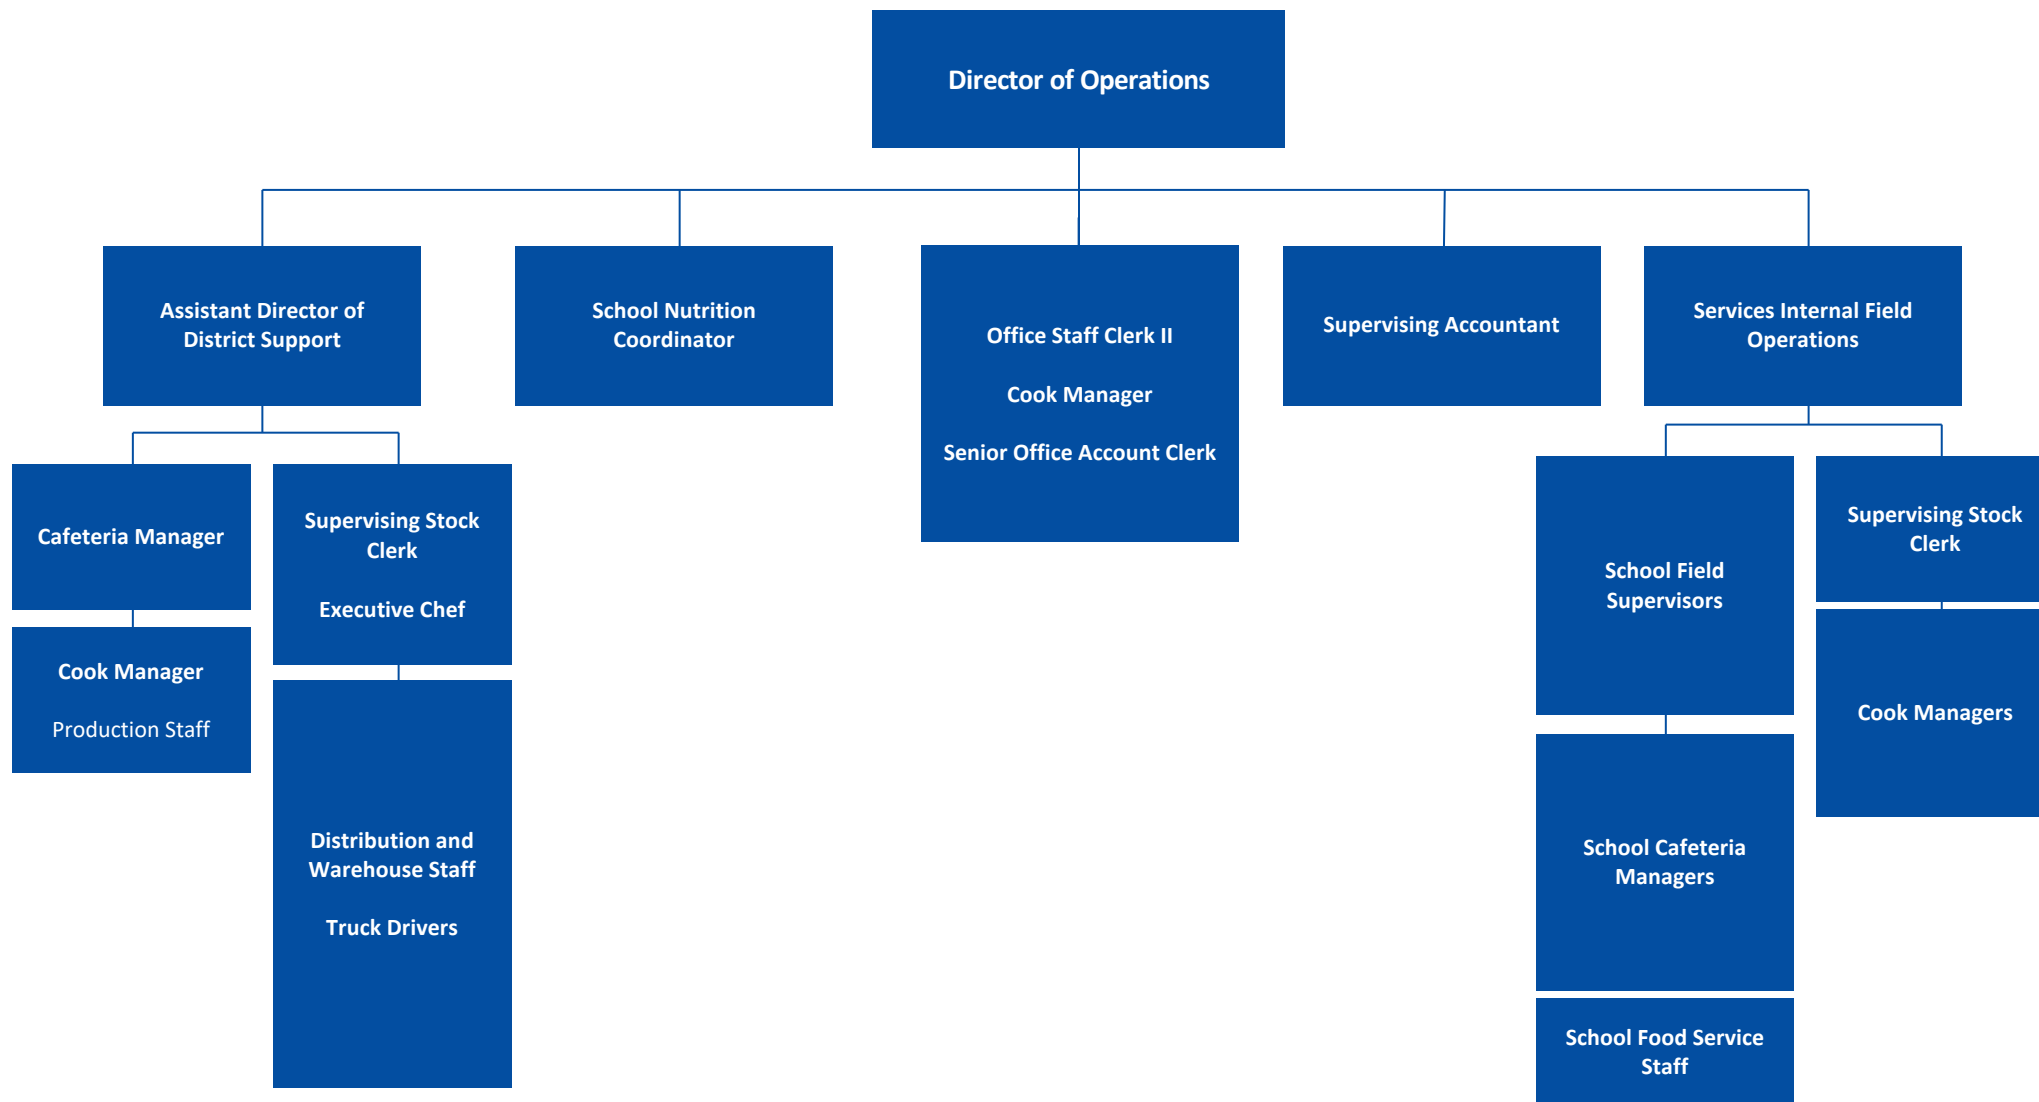 Director of Operations
Assistant Director of
District Support
School Nutrition
Coordinator
Office Staff Clerk II
Cook Manager
Senior Office Account Clerk
Supervising Accountant
Services Internal Field
Operations
Cafeteria Manager
Cook Manager
Production Staff
Supervising Stock
Clerk
Executive Chef
Distribution and
Warehouse Staff
Truck Drivers
School Field
Supervisors
School Cafeteria
Managers
School Food Service
Staff
Supervising Stock
Clerk
Cook Managers